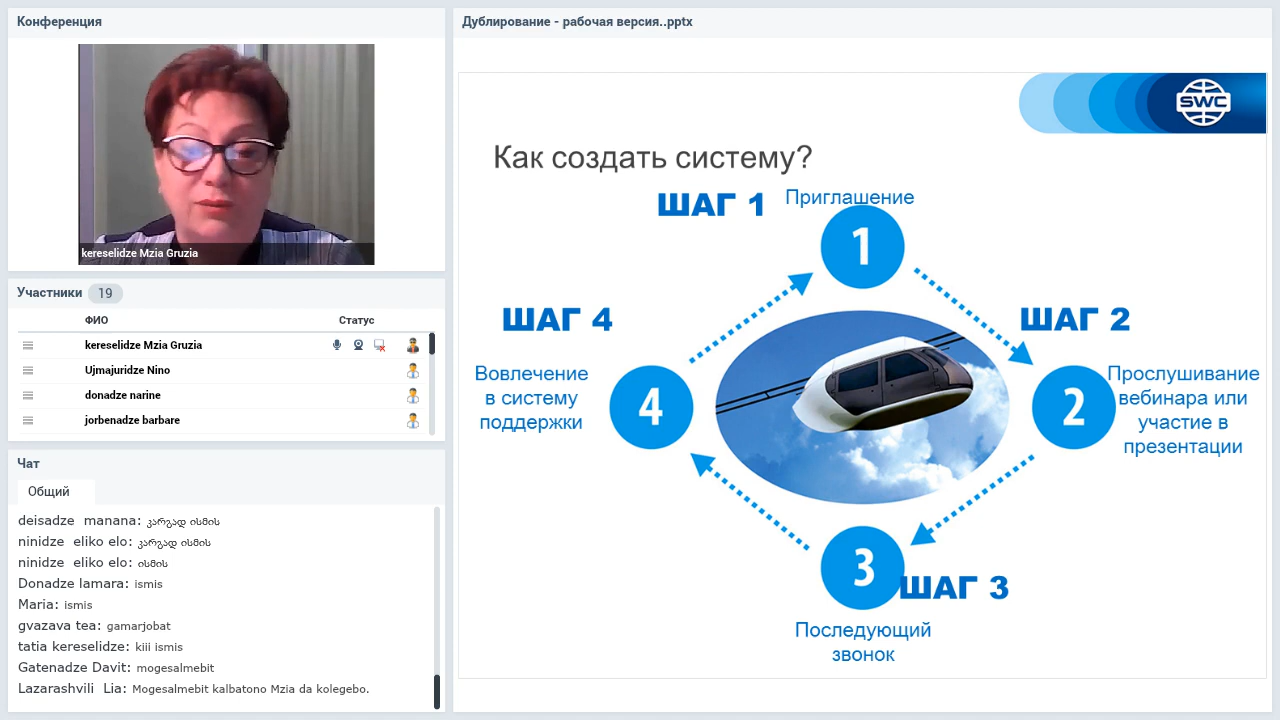 Конференция
kereselidze Mzia Gruzia
Участники 19
ФИО Статус
kereselidze Mzia Gruzia
Ujmajuridze Nino
donadze narine
jorbenadze barbare
Чат
Общий
deisadze manana: კარგად ისმის
ninidze eliko elo: კარგად ისმის
ninidze eliko elo: ისმის
Donadze lamara: ismis
Maria: ismis
gvazava tea: gamarjobat
tatia kereselidze: kiii ismis
Gatenadze Davit: mogesalmebit
Lazarashvili Lia: Mogesalmebit kalbatono Mzia da kolegebo.
Дублирование - рабочая версия..pptx
SWC
Как создать систему?
ШАГ 1
Приглашение
1
ШАГ 2
2
Прослушивание
вебинара или
участие в
презентации
3
ШАГ 3
Последующий
звонок
ШАГ 4
4
Вовлечение
в систему
поддержки